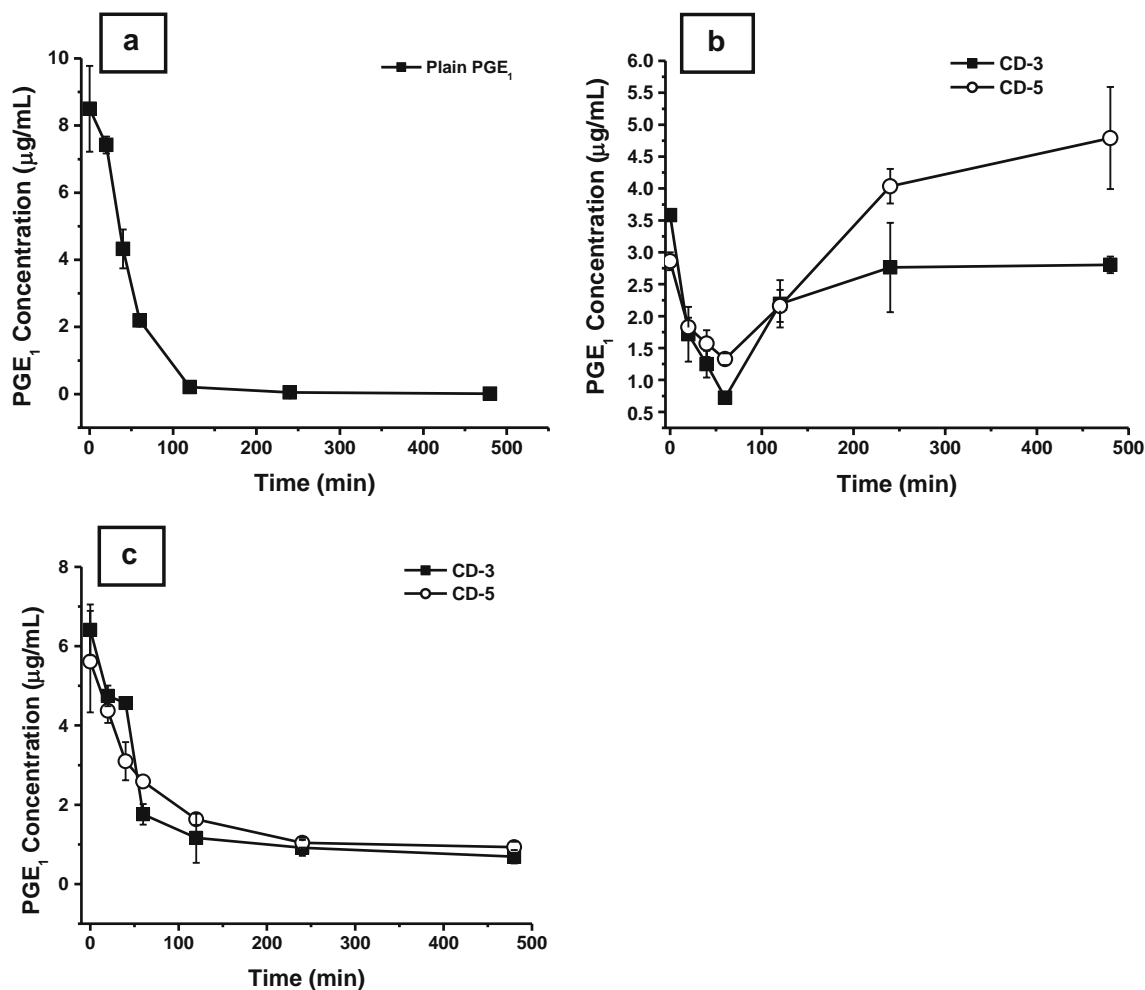 a
Plain PGE₁
PGE₁ Concentration (μg/mL)
10
8
6
4
2
0
0 100 200 300 400 500
Time (min)
b
CD-3
CD-5
PGE₁ Concentration (μg/mL)
6.0
5.5
5.0
4.5
4.0
3.5
3.0
2.5
2.0
1.5
1.0
0.5
0 100 200 300 400 500
Time (min)
c
CD-3
CD-5
PGE₁ Concentration (μg/mL)
8
6
4
2
0
0 100 200 300 400 500
Time (min)